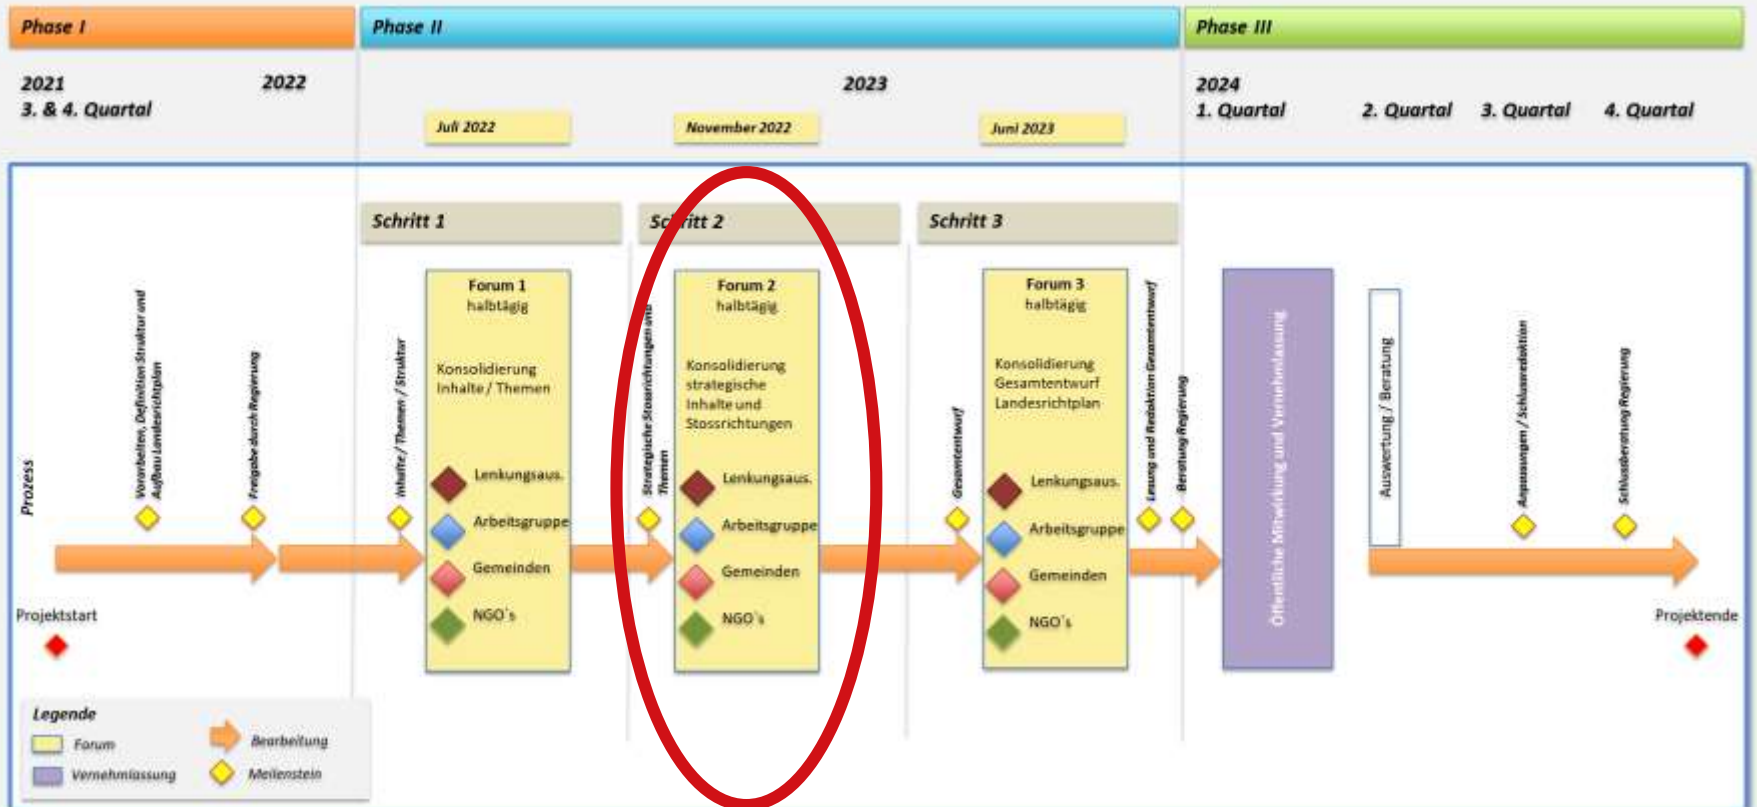 Phase I
Phase II
Phase III
2021
3. & 4. Quartal
2022
2023
2024
1. Quartal
2. Quartal
3. Quartal
4. Quartal
Juli 2022
November 2022
Juni 2023
Schritt 1
Schritt 2
Schritt 3
Prozess
Vorarbeiten, Definition Struktur und
Aufbau Landesrichtplan
Freigabe durch Regierung
Inhalte / Themen / Struktur
Forum 1
halbtägig
Konsolidierung
Inhalte / Themen
Lenkungsaus.
Arbeitsgruppe
Gemeinden
NGO´s
Strategische Stossrichtungen und
Themen
Forum 2
halbtägig
Konsolidierung
strategische
Inhalte und
Stossrichtungen
Lenkungsaus.
Arbeitsgruppe
Gemeinden
NGO´s
Gesamtentwurf
Forum 3
halbtägig
Konsolidierung
Gesamtentwurf
Landesrichtplan
Lenkungsaus.
Arbeitsgruppe
Gemeinden
NGO´s
Lesung und Redaktion Gesamtentwurf
Beratung Regierung
Öffentliche Mitwirkung und Vernehmlassung
Auswertung / Beratung
Anpassungen / Schlussredaktion
Schlussberatung Regierung
Projektstart
Projektende
Legende
Forum
Bearbeitung
Vernehmlassung
Meilenstein